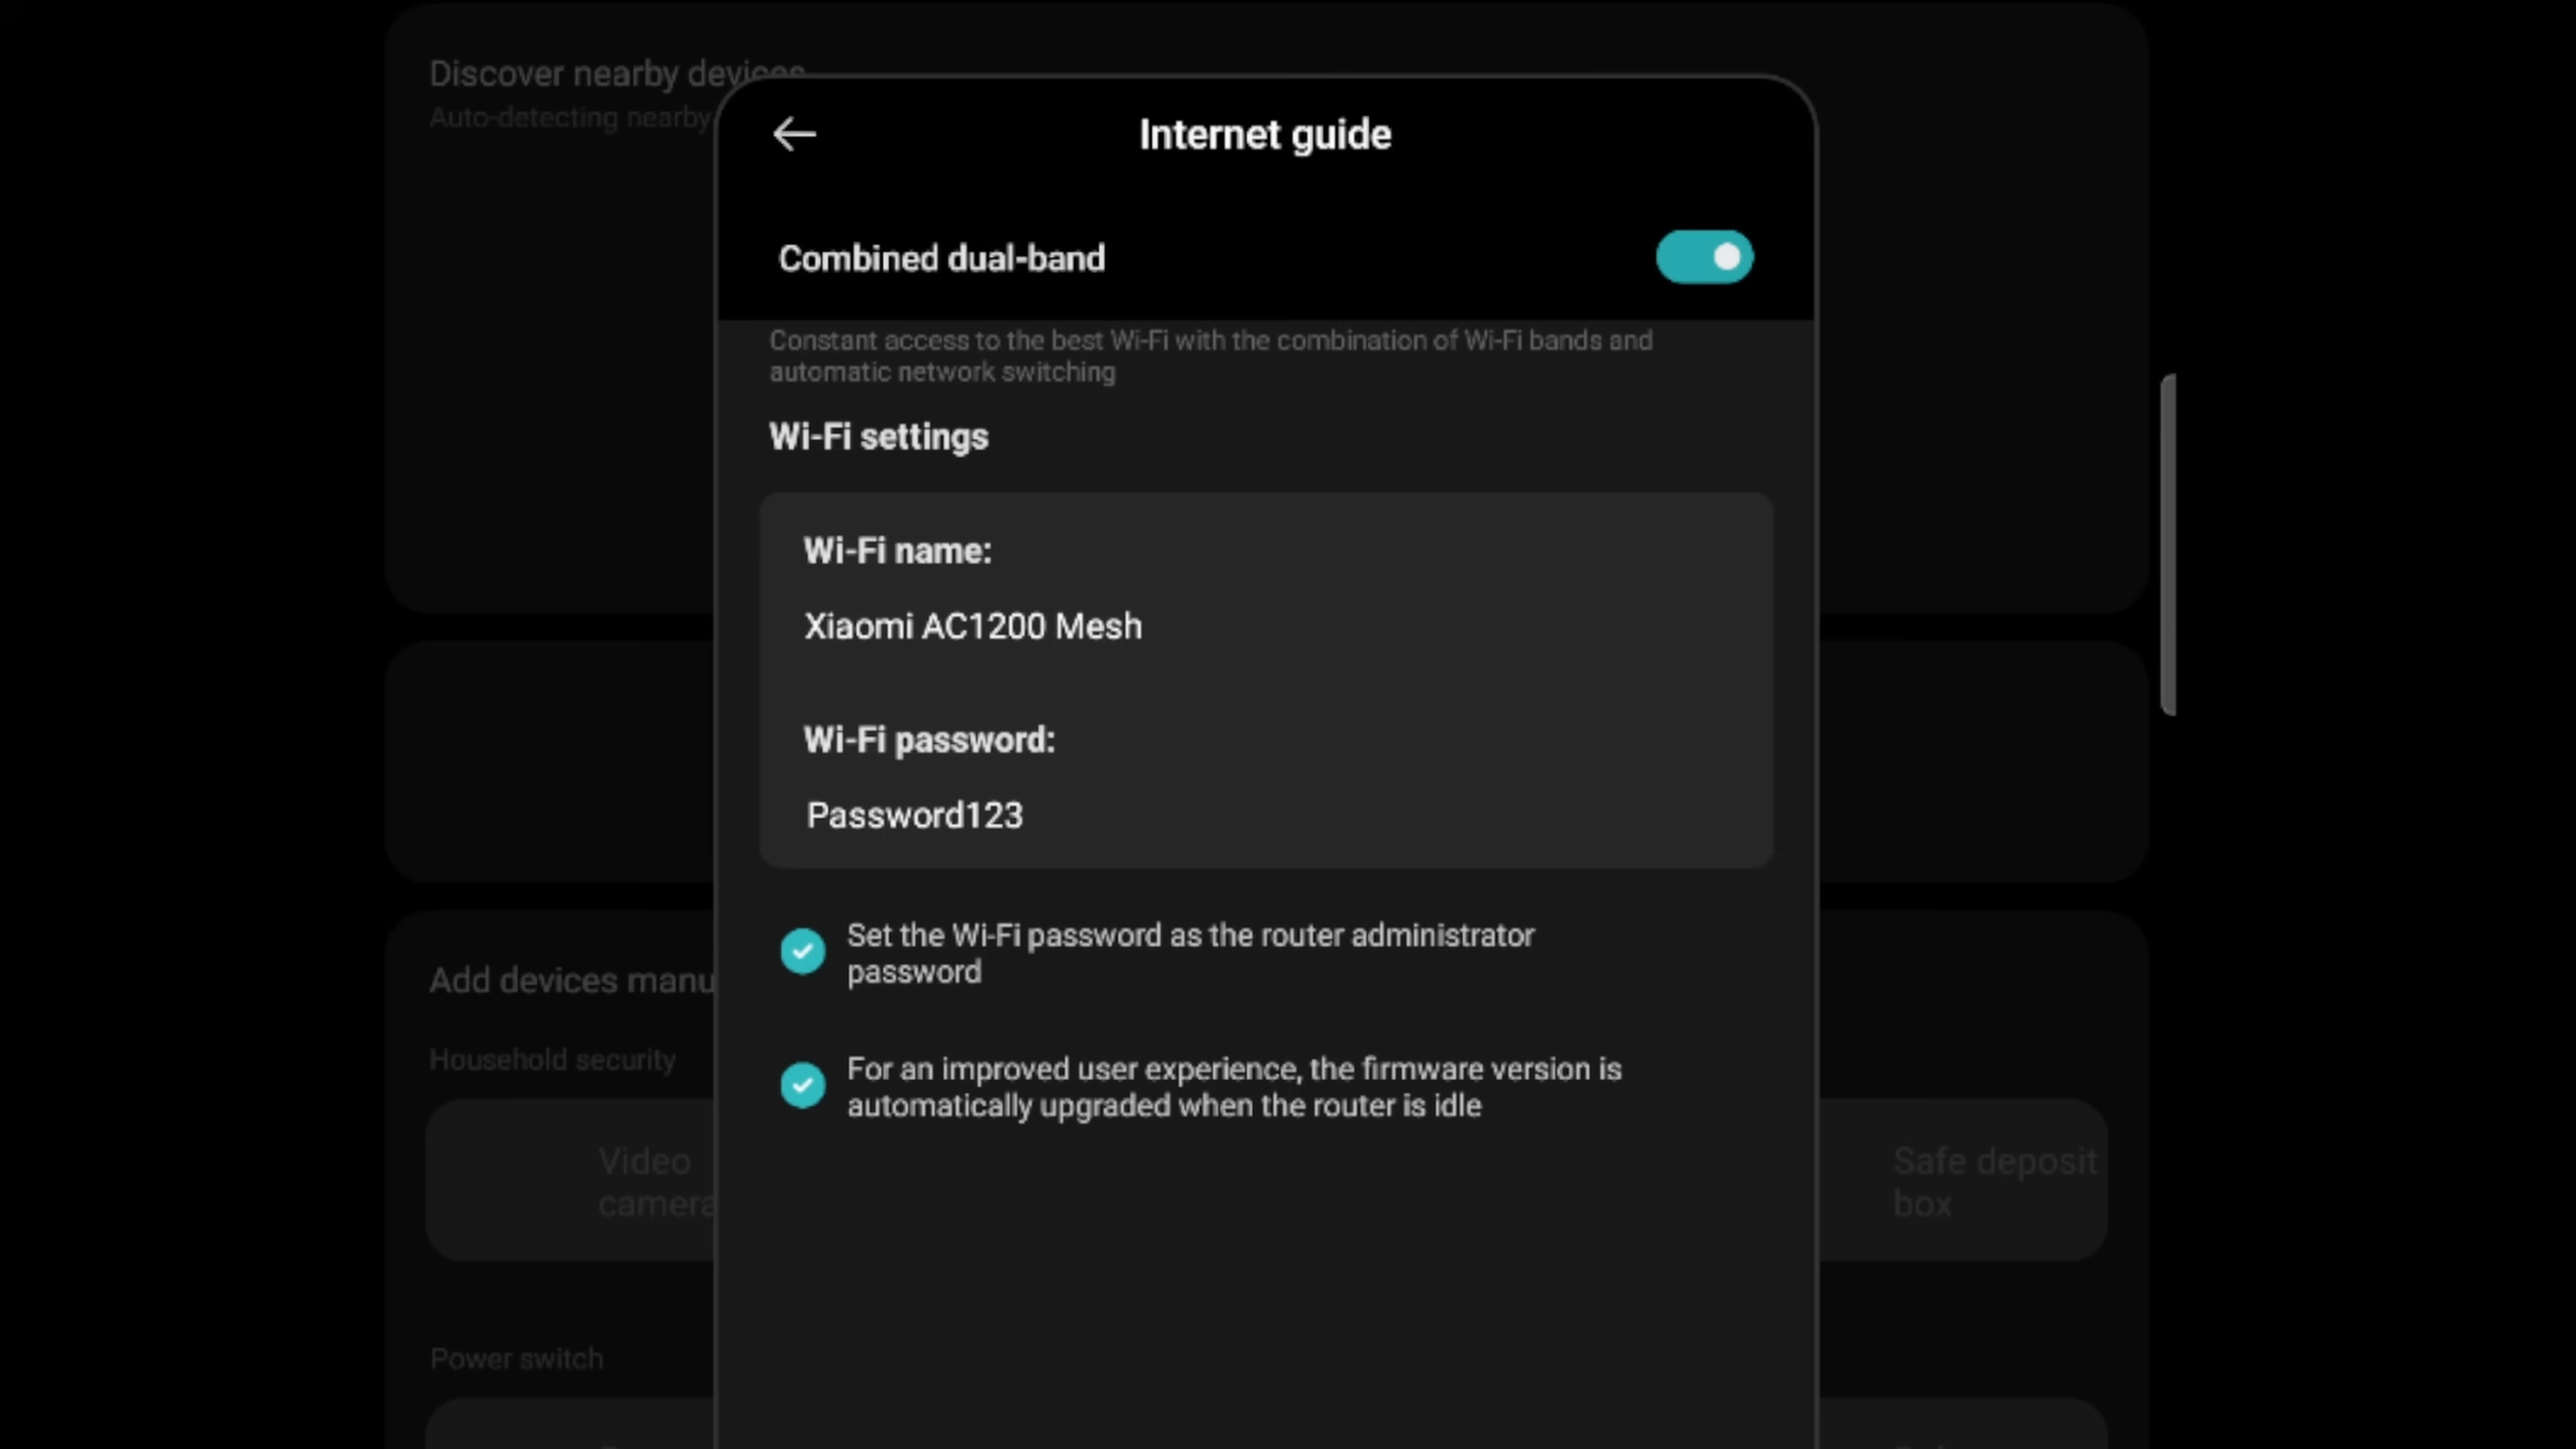 Discover nearby devices
Auto-detecting nearby
Internet guide
Combined dual-band
Constant access to the best Wi-Fi with the combination of Wi-Fi bands and
automatic network switching
Wi-Fi settings
Wi-Fi name:
Xiaomi AC1200 Mesh
Wi-Fi password:
Password123
Set the Wi-Fi password as the router administrator
password
For an improved user experience, the firmware version is
automatically upgraded when the router is idle
Add devices manu
Household security
Video
camera
Safe deposit
box
Power switch